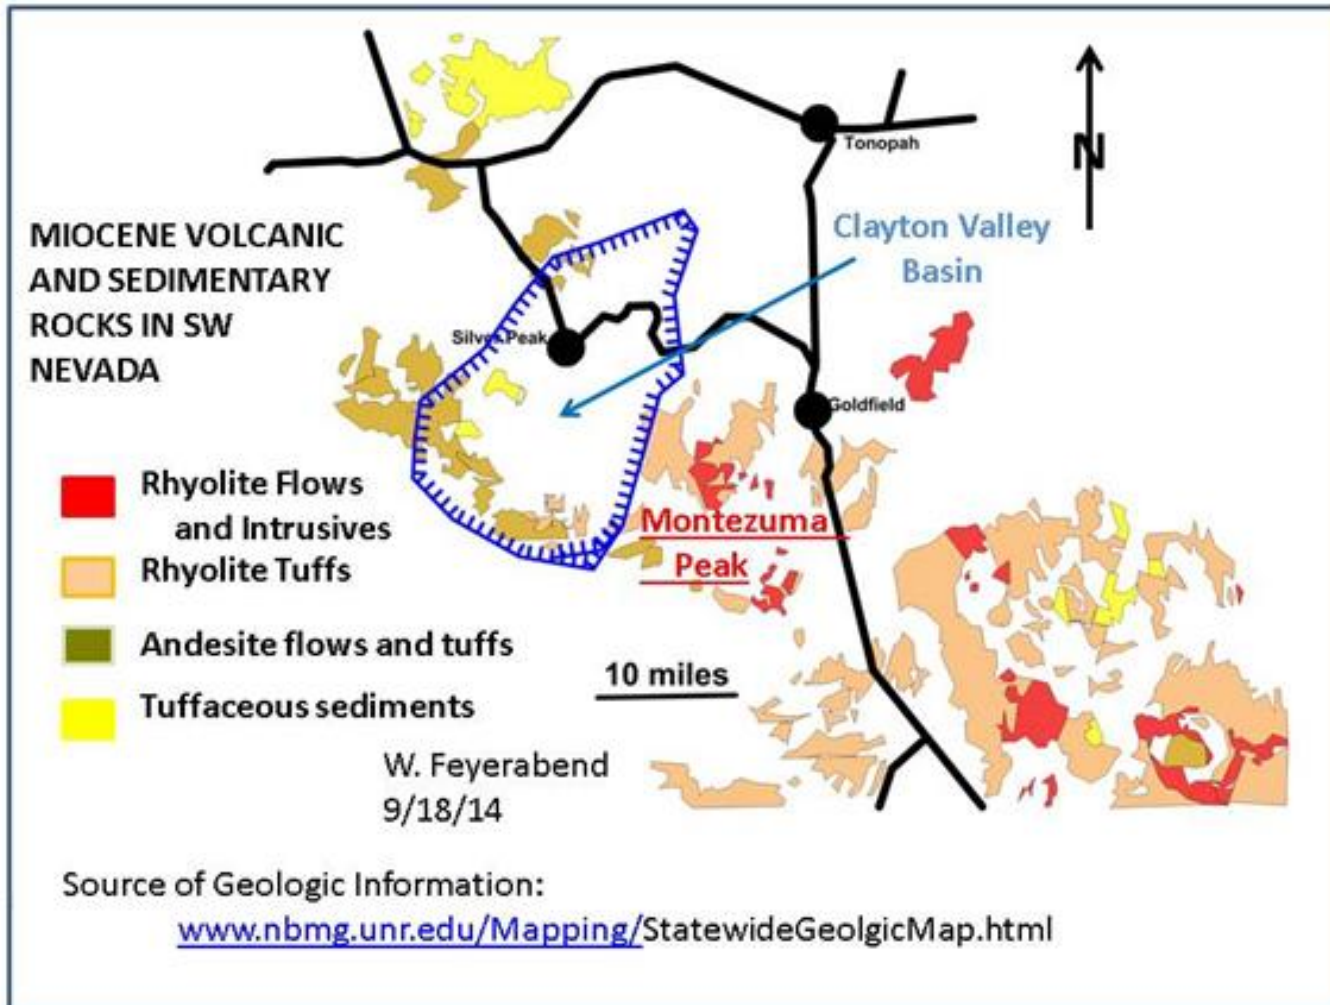 Tonopah
N
Clayton Valley
Basin
MIOCENE VOLCANIC
AND SEDIMENTARY
ROCKS IN SW
NEVADA
Silver Peak
Goldfield
Rhyolite Flows
and Intrusives
Rhyolite Tuffs
Andesite flows and tuffs
Tuffaceous sediments
Montezuma
Peak
10 miles
W. Feyerabend
9/18/14
Source of Geologic Information:
www.nbmg.unr.edu/Mapping/StatewideGeolgicMap.html